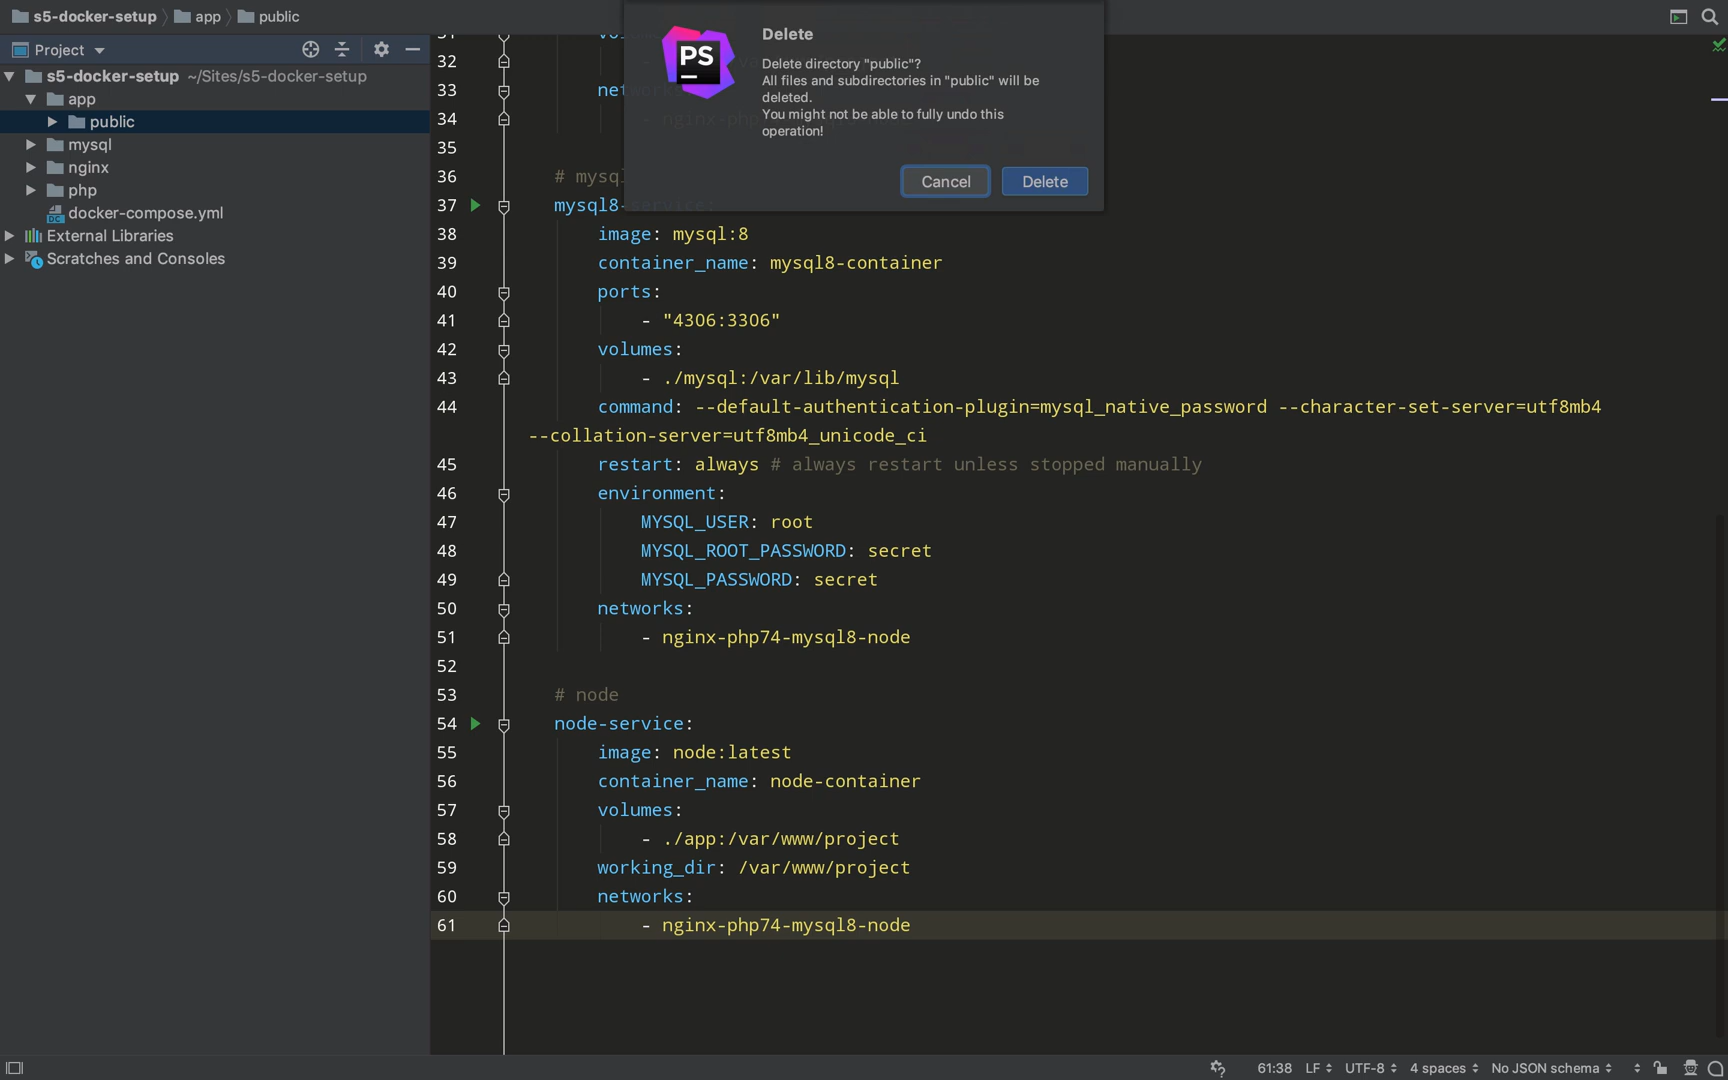 s5-docker-setup app public
Project
s5-docker-setup ~/Sites/s5-docker-setup
app
public
mysql
nginx
php
DC
docker-compose.yml
External Libraries
Scratches and Consoles
PS
Delete
Delete directory "public"?
All files and subdirectories in "public" will be
deleted.
You might not be able to fully undo this
operation!
Cancel Delete
32
33
34
35
36 # mysql
37 mysql8-service:
38 image: mysql:8
39 container_name: mysql8-container
40 ports:
41 - "4306:3306"
42 volumes:
43 - ./mysql:/var/lib/mysql
44 command: --default-authentication-plugin=mysql_native_password --character-set-server=utf8mb4
--collation-server=utf8mb4_unicode_ci
45 restart: always # always restart unless stopped manually
46 environment:
47 MYSQL_USER: root
48 MYSQL_ROOT_PASSWORD: secret
49 MYSQL_PASSWORD: secret
50 networks:
51 - nginx-php74-mysql8-node
52
53 # node
54 node-service:
55 image: node:latest
56 container_name: node-container
57 volumes:
58 - ./app:/var/www/project
59 working_dir: /var/www/project
60 networks:
61 - nginx-php74-mysql8-node
61:38 LF UTF-8 4 spaces No JSON schema